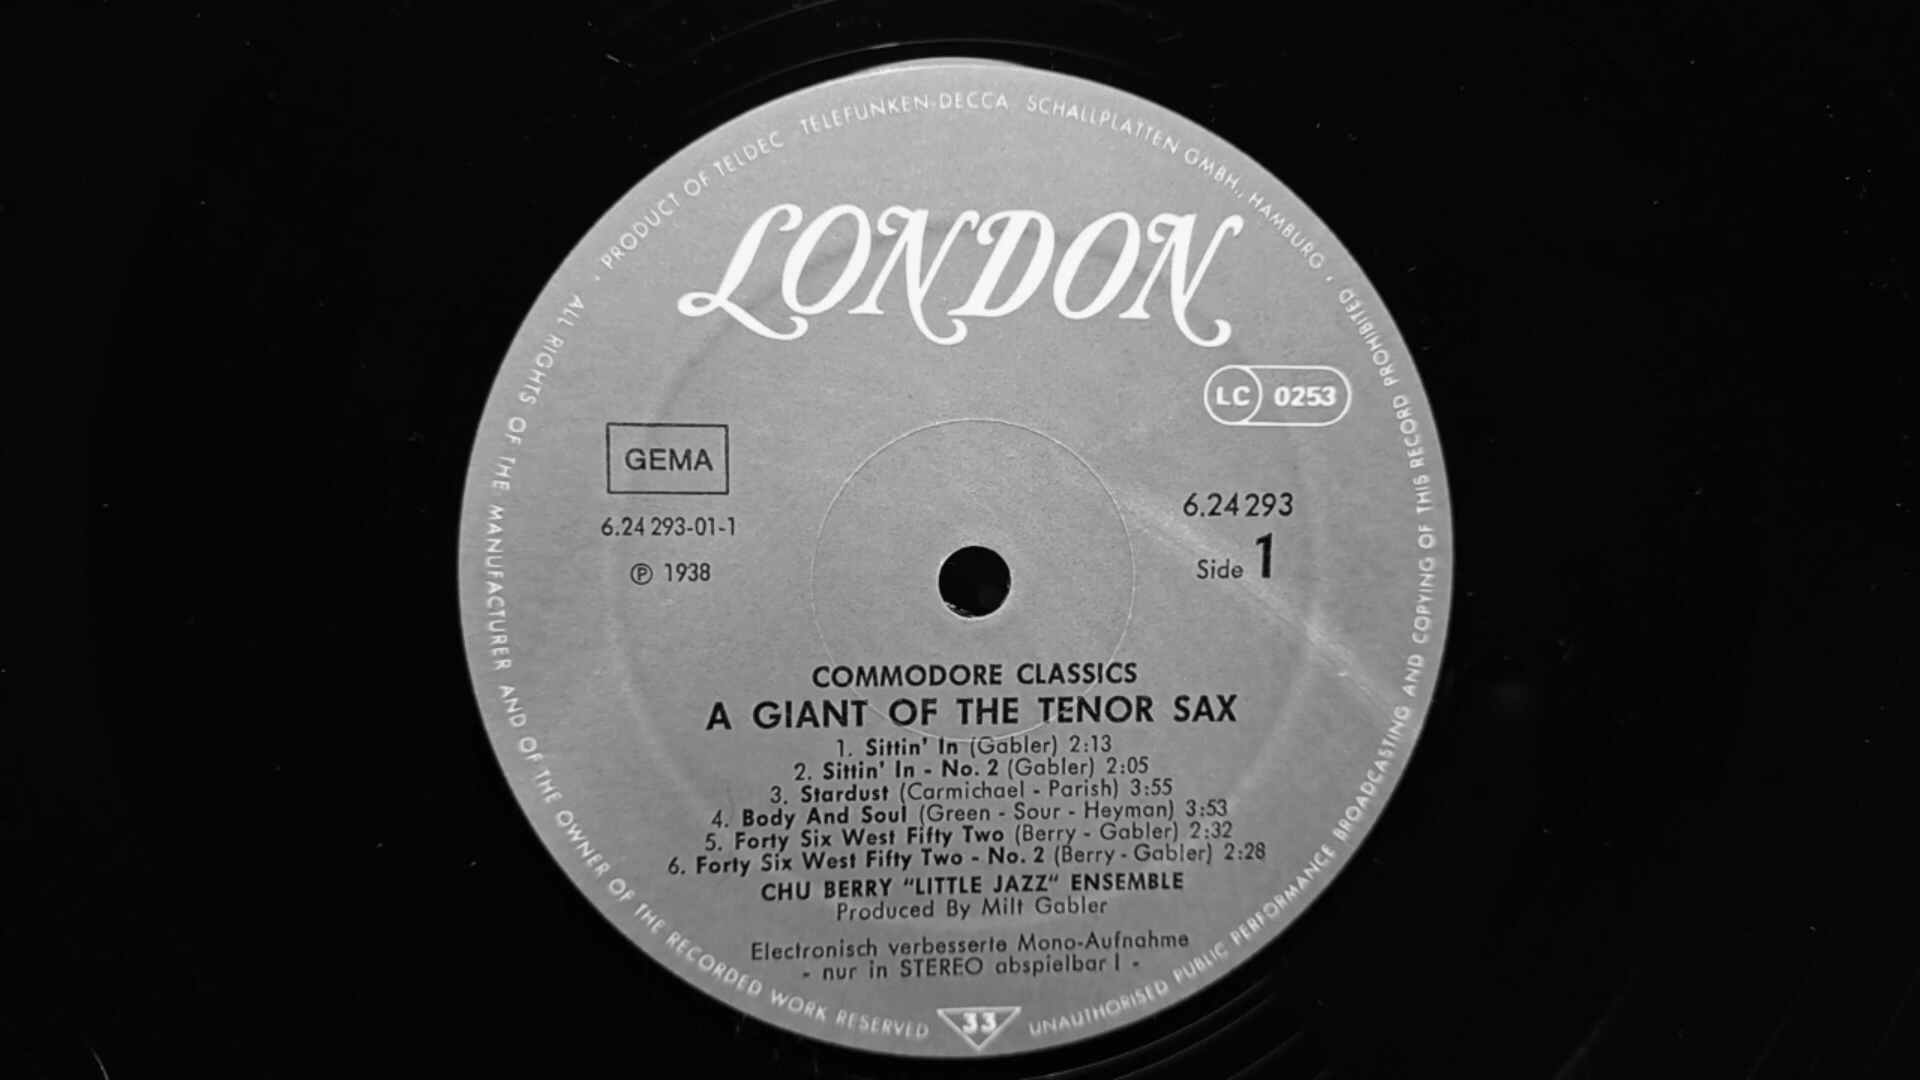 · PRODUCT OF TELDEC »TELEFUNKEN-DECCA« SCHALLPLATTEN GMBH., HAMBURG ·
LONDON
LC 0253
GEMA
6.24293
6.24 293-01-1
Side 1
℗ 1938
COMMODORE CLASSICS
A GIANT OF THE TENOR SAX
1. Sittin' In (Gabler) 2:13
2. Sittin' In - No. 2 (Gabler) 2:05
3. Stardust (Carmichael - Parish) 3:55
4. Body And Soul (Green - Sour - Heyman) 3:53
5. Forty Six West Fifty Two (Berry - Gabler) 2:32
6. Forty Six West Fifty Two - No. 2 (Berry - Gabler) 2:28
CHU BERRY "LITTLE JAZZ" ENSEMBLE
Produced By Milt Gabler
Electronisch verbesserte Mono-Aufnahme
- nur in STEREO abspielbar! -
33
ALL RIGHTS OF THE MANUFACTURER AND OF THE OWNER OF THE RECORDED WORK RESERVED
UNAUTHORISED PUBLIC PERFORMANCE BROADCASTING AND COPYING OF THIS RECORD PROHIBITED